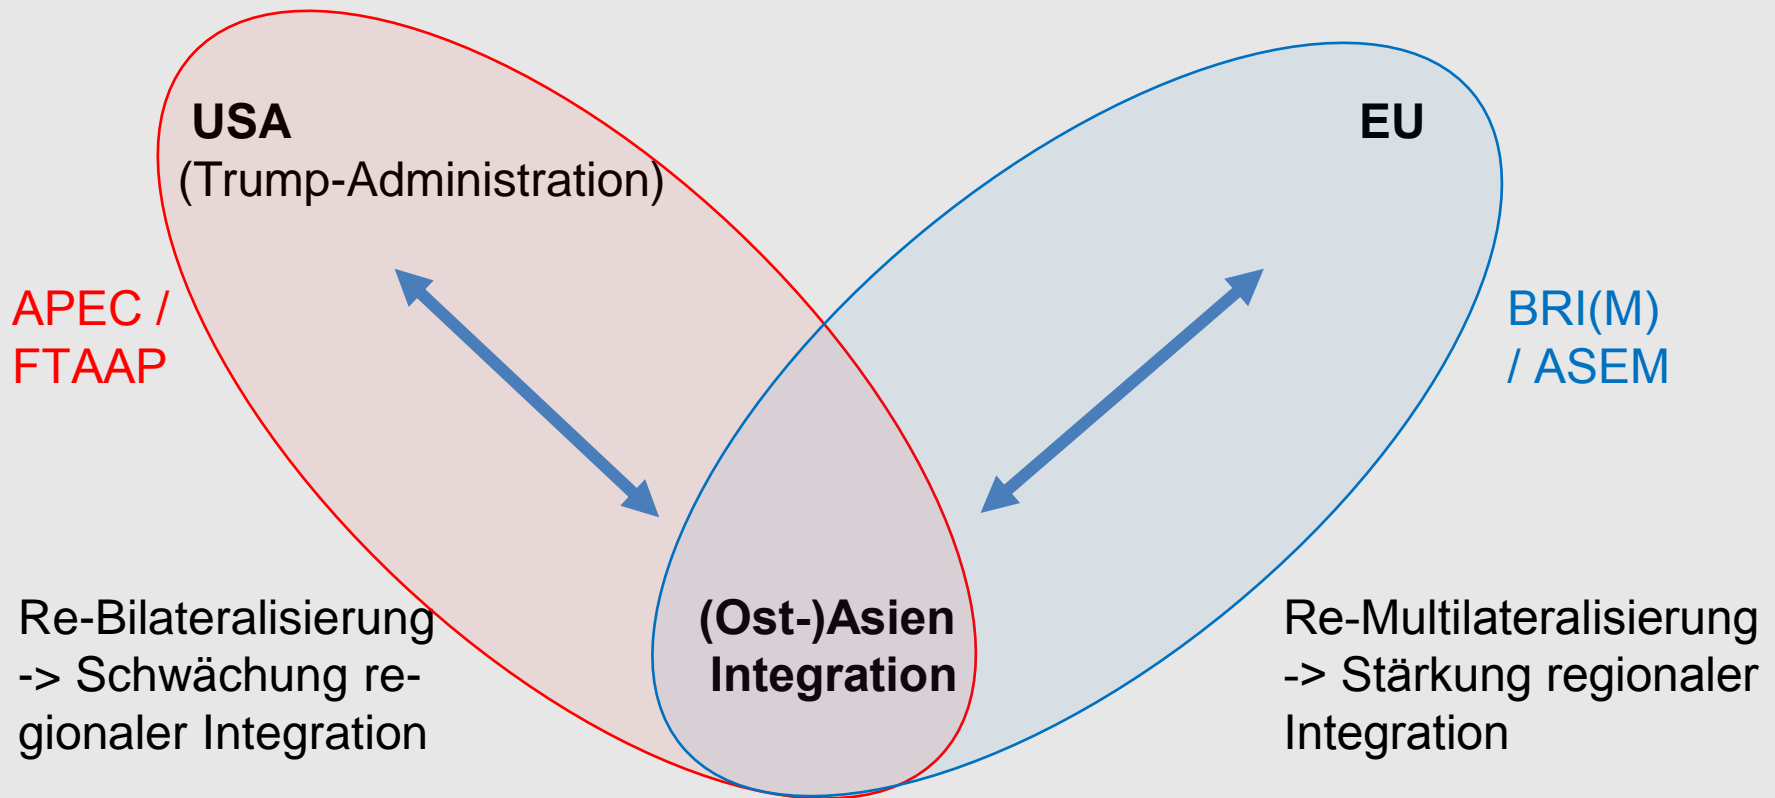 USA
(Trump-Administration)
EU
APEC /
FTAAP
BRI(M)
/ ASEM
Re-Bilateralisierung
-> Schwächung re-
gionaler Integration
(Ost-)Asien
Integration
Re-Multilateralisierung
-> Stärkung regionaler
Integration